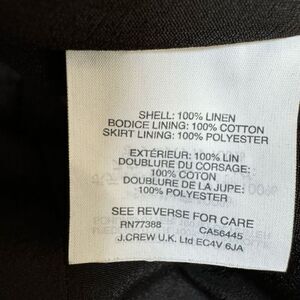 SHELL: 100% LINEN
BODICE LINING: 100% COTTON
SKIRT LINING: 100% POLYESTER
EXTÉRIEUR: 100% LIN
DOUBLURE DU CORSAGE:
100% COTON
DOUBLURE DE LA JUPE:
100% POLYESTER
SEE REVERSE FOR CARE
RN77388 CA56445
J.CREW U.K. Ltd EC4V 6JA